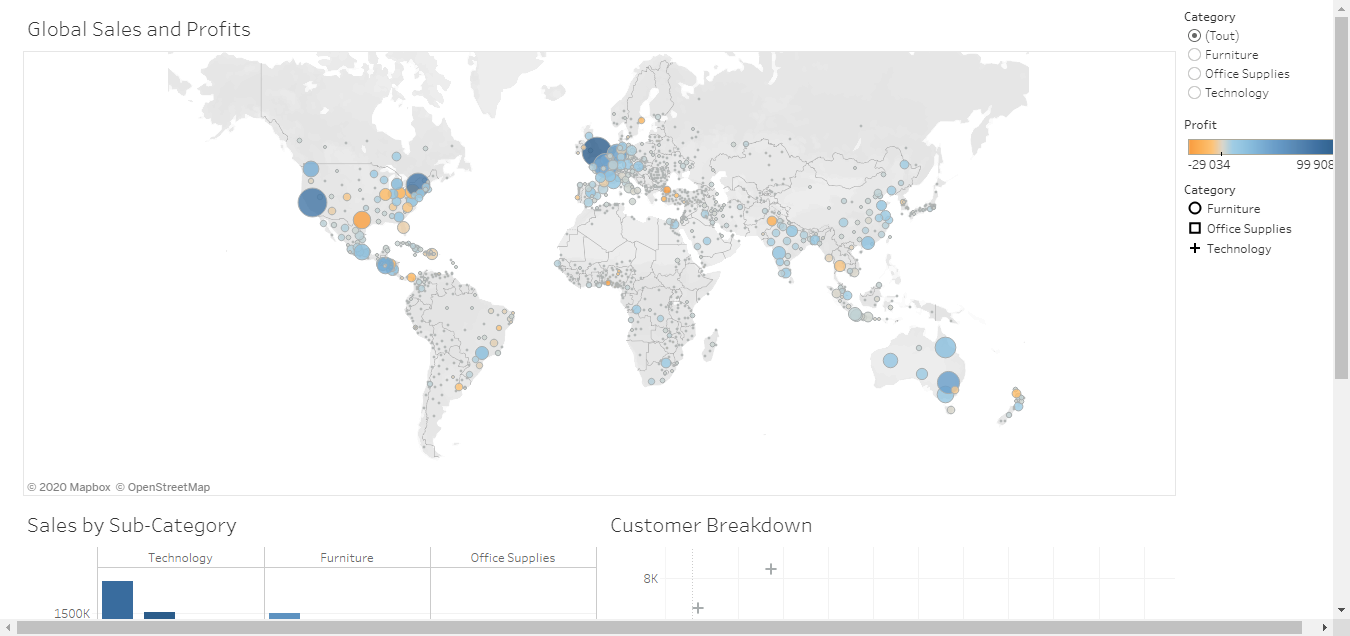 Global Sales and Profits
© 2020 Mapbox © OpenStreetMap
Category
(Tout)
Furniture
Office Supplies
Technology
Profit
-29 034 99 908
Category
Furniture
Office Supplies
Technology
Sales by Sub-Category
Technology Furniture Office Supplies
1500K
Customer Breakdown
8K